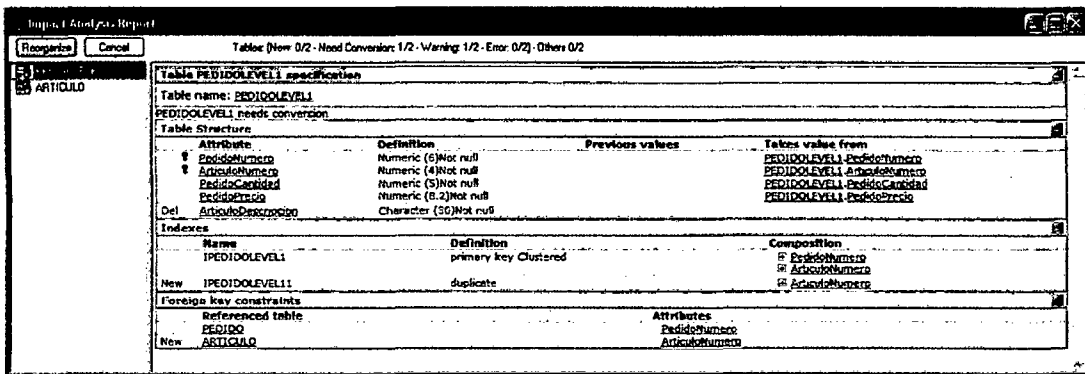 Impact Analysis Report
Reorganize Cancel Tables: (New: 0/2 - Need Conversion: 1/2 - Warning: 1/2 - Error: 0/2) - Others 0/2
ARTICULO
Table PEDIDOLEVEL1 specification
Table name: PEDIDOLEVEL1
PEDIDOLEVEL1 needs conversion
Table Structure
Attribute Definition Previous values Takes value from
PedidoNumero Numeric (6)Not null PEDIDOLEVEL1.PedidoNumero
ArticuloNumero Numeric (4)Not null PEDIDOLEVEL1.ArticuloNumero
PedidoCantidad Numeric (5)Not null PEDIDOLEVEL1.PedidoCantidad
PedidoPrecio Numeric (8.2)Not null PEDIDOLEVEL1.PedidoPrecio
Del ArticuloDescripcion Character (30)Not null
Indexes
Name Definition Composition
IPEDIDOLEVEL1 primary key Clustered PedidoNumero
ArticuloNumero
New IPEDIDOLEVEL11 duplicate ArticuloNumero
Foreign key constraints
Referenced table Attributes
PEDIDO PedidoNumero
New ARTICULO ArticuloNumero